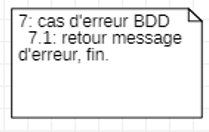 7: cas d'erreur BDD
7.1: retour message
d'erreur, fin.